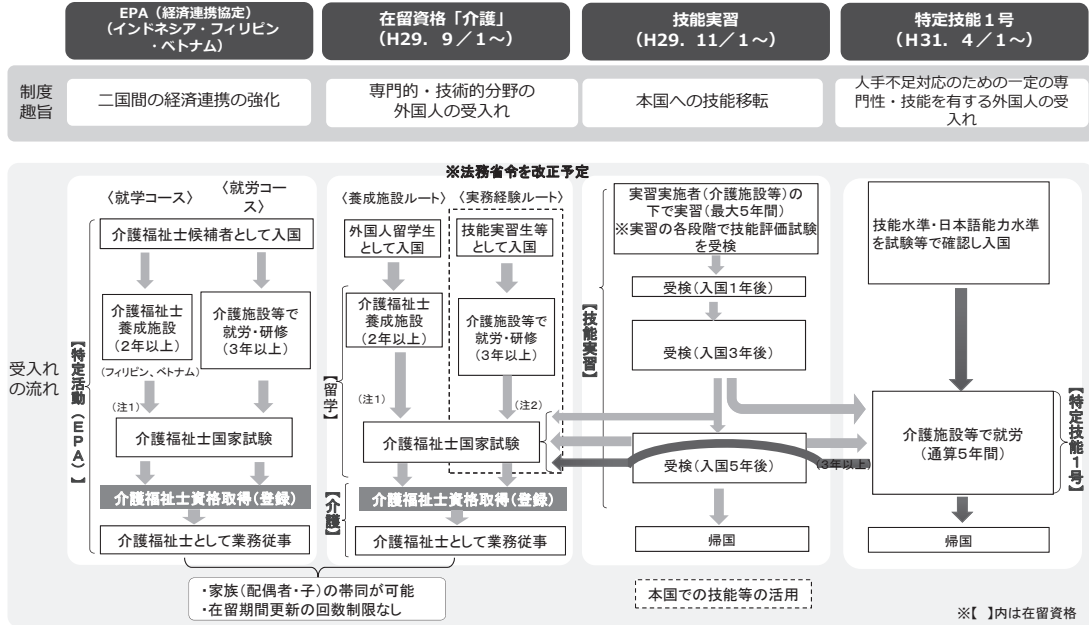 EPA（経済連携協定）
（インドネシア・フィリピン
・ベトナム）
在留資格「介護」
（H29．9／1～）
技能実習
（H29．11／1～）
特定技能１号
（H31．4／1～）
制度
趣旨
二国間の経済連携の強化
専門的・技術的分野の
外国人の受入れ
本国への技能移転
人手不足対応のための一定の専
門性・技能を有する外国人の受
入れ
受入れ
の流れ
※法務省令を改正予定
【特定活動（EPA）】
〈就学コース〉
〈就労コー
ス〉
介護福祉士候補者として入国
介護福祉士
養成施設
（２年以上）
介護施設等で
就労・研修
（３年以上）
（フィリピン、ベトナム）
（注１）
介護福祉士国家試験
介護福祉士資格取得（登録）
介護福祉士として業務従事
〈養成施設ルート〉
〈実務経験ルート〉
外国人留学生
として入国
技能実習生等
として入国
【留学】
介護福祉士
養成施設
（２年以上）
介護施設等で
就労・研修
（３年以上）
（注１）
（注２）
介護福祉士国家試験
【介護】
介護福祉士資格取得（登録）
介護福祉士として業務従事
・家族（配偶者・子）の帯同が可能
・在留期間更新の回数制限なし
【技能実習】
実習実施者（介護施設等）の
下で実習（最大５年間）
※実習の各段階で技能評価試験
を受検
受検（入国１年後）
受検（入国３年後）
受検（入国５年後）
（３年以上）
帰国
本国での技能等の活用
技能水準・日本語能力水準
を試験等で確認し入国
介護施設等で就労
（通算５年間）
【特定技能１号】
帰国
※【　】内は在留資格